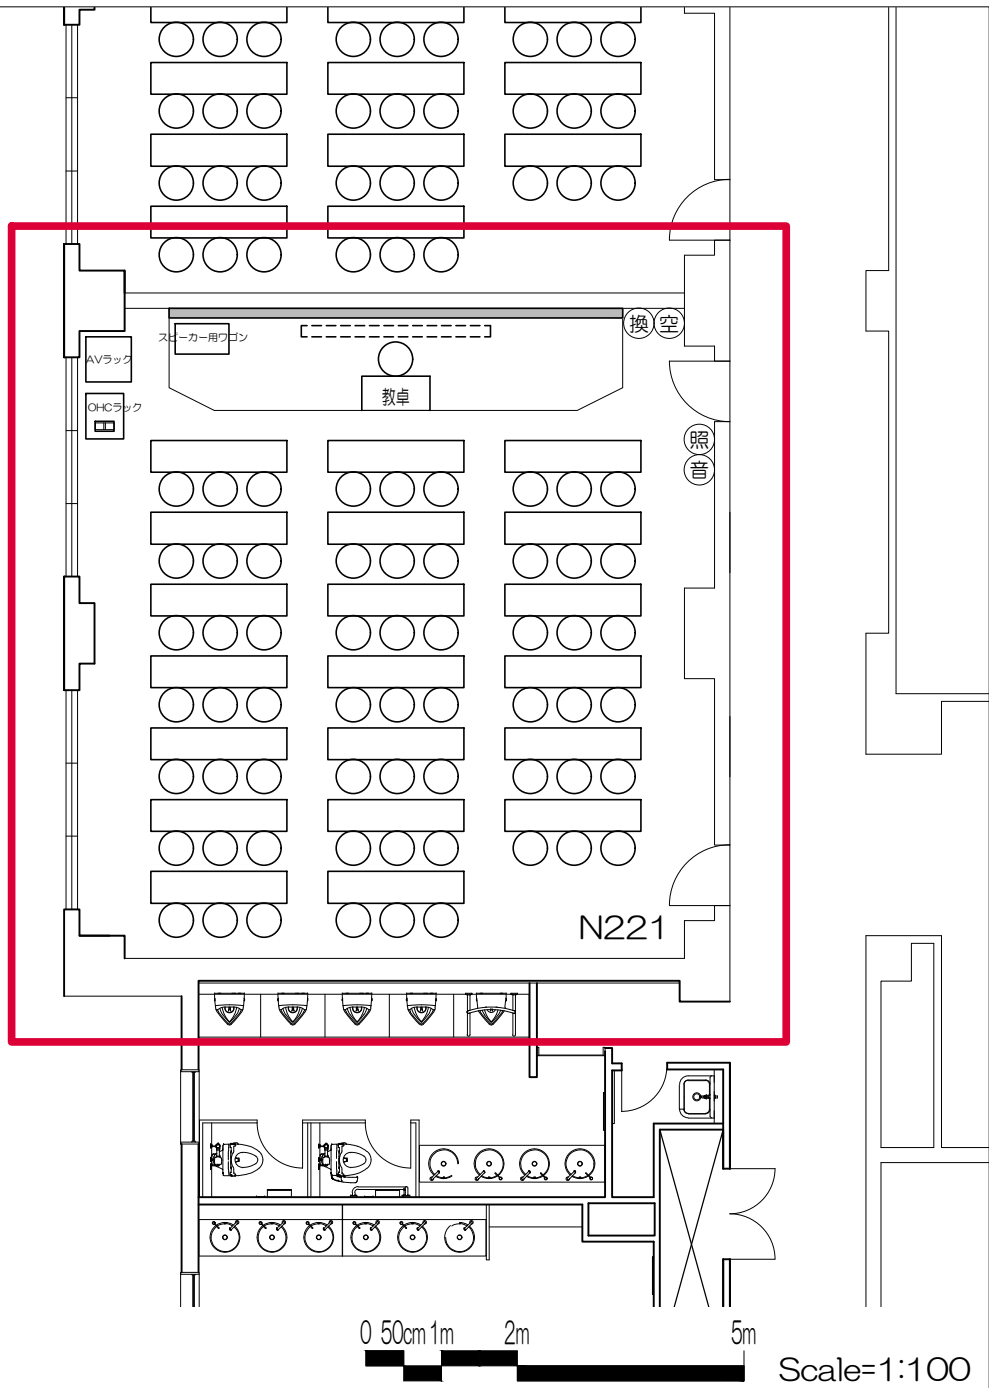 スピーカー用ワゴン
換 空
AVラック
教卓
OHCラック
照
音
N221
0 50cm 1m 2m 5m
Scale=1:100